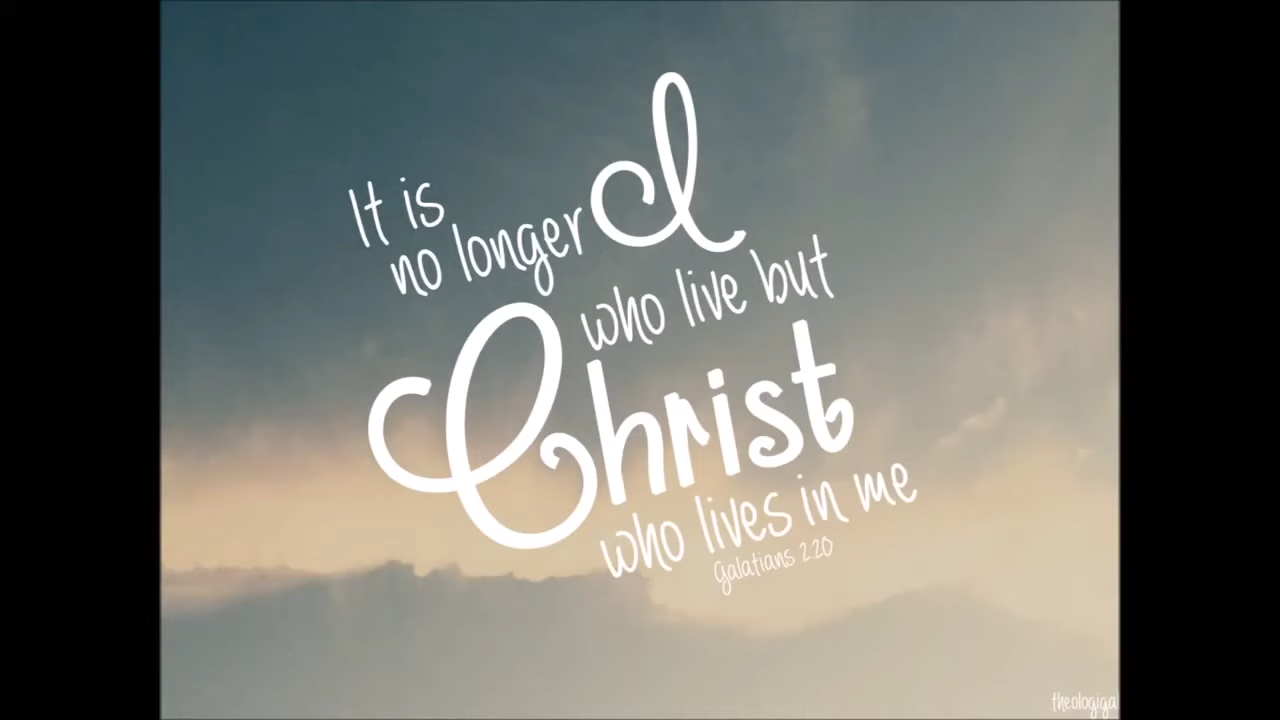 It is
no longer I
who live but
Christ
who lives in me
Galatians 2:20
theologiga